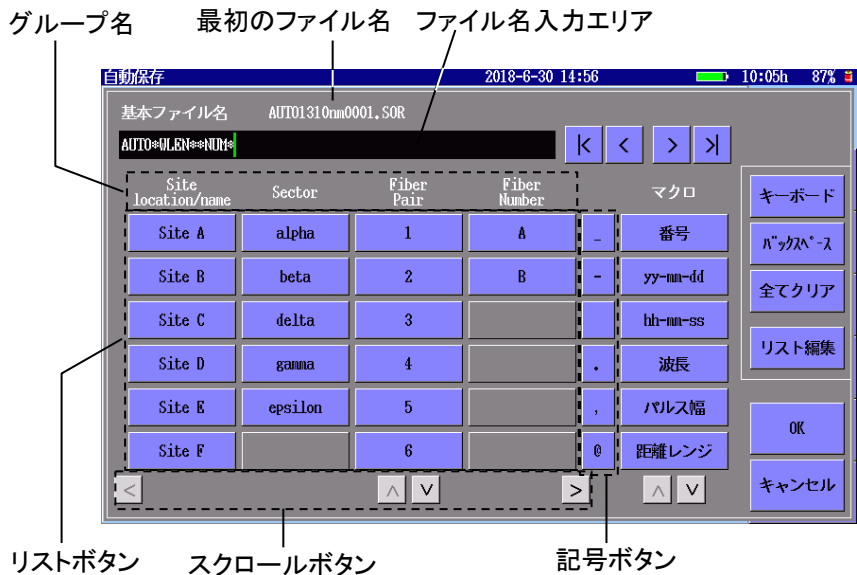 グループ名 最初のファイル名 ファイル名入力エリア
自動保存 2018-6-30 14:56 10:05h 87%
基本ファイル名 AUTO1310nm0001.SOR
AUTO*WLEN**NUM*
|< < > >|
Site location/name Sector Fiber Pair Fiber Number マクロ キーボード
Site A alpha 1 A _ 番号 バックスペース
Site B beta 2 B - yy-mm-dd 全てクリア
Site C delta 3 hh-mm-ss リスト編集
Site D gamma 4 . 波長
Site E epsilon 5 , パルス幅 OK
Site F 6 @ 距離レンジ キャンセル
< ∧ ∨ > ∧ ∨
リストボタン スクロールボタン 記号ボタン